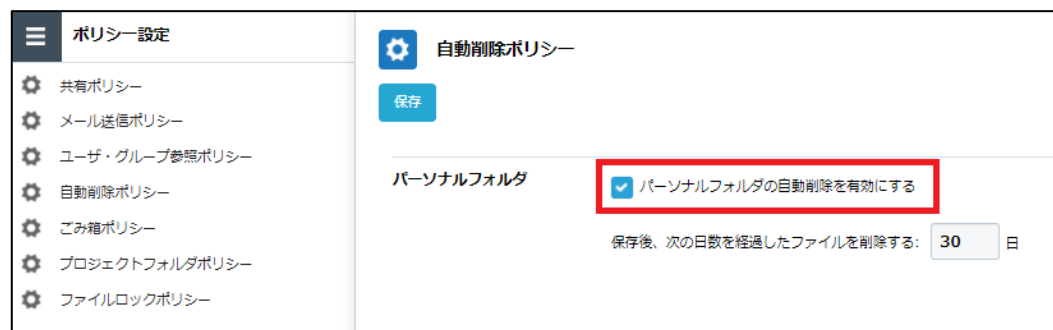 ポリシー設定
共有ポリシー
メール送信ポリシー
ユーザ・グループ参照ポリシー
自動削除ポリシー
ごみ箱ポリシー
プロジェクトフォルダポリシー
ファイルロックポリシー
自動削除ポリシー
保存
パーソナルフォルダ
パーソナルフォルダの自動削除を有効にする
保存後、次の日数を経過したファイルを削除する: 30 日